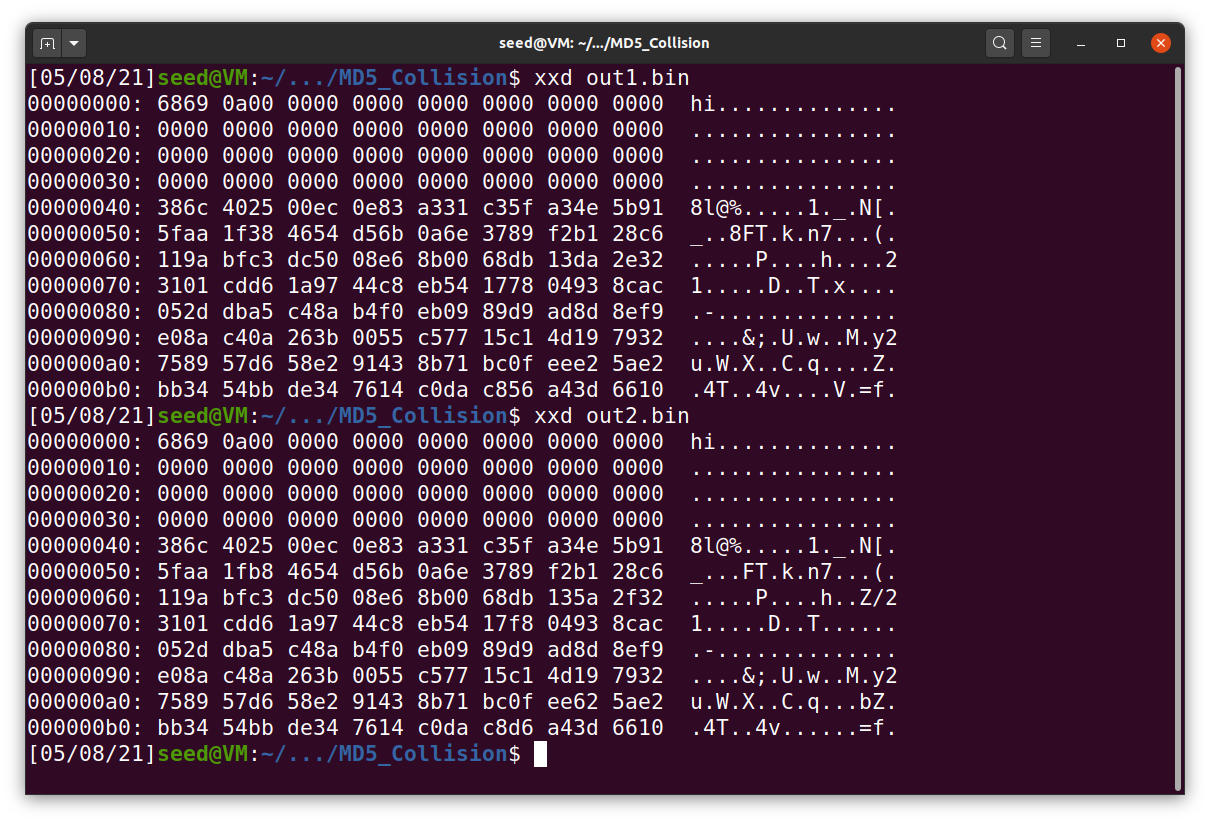 seed@VM: ~/.../MD5_Collision
[05/08/21]seed@VM:~/.../MD5_Collision$ xxd out1.bin
00000000: 6869 0a00 0000 0000 0000 0000 0000 0000  hi..............
00000010: 0000 0000 0000 0000 0000 0000 0000 0000  ................
00000020: 0000 0000 0000 0000 0000 0000 0000 0000  ................
00000030: 0000 0000 0000 0000 0000 0000 0000 0000  ................
00000040: 386c 4025 00ec 0e83 a331 c35f a34e 5b91  8l@%.....1._.N[.
00000050: 5faa 1f38 4654 d56b 0a6e 3789 f2b1 28c6  _..8FT.k.n7...(.
00000060: 119a bfc3 dc50 08e6 8b00 68db 13da 2e32  .....P....h....2
00000070: 3101 cdd6 1a97 44c8 eb54 1778 0493 8cac  1.....D..T.x....
00000080: 052d dba5 c48a b4f0 eb09 89d9 ad8d 8ef9  .-..............
00000090: e08a c40a 263b 0055 c577 15c1 4d19 7932  ....&;.U.w..M.y2
000000a0: 7589 57d6 58e2 9143 8b71 bc0f eee2 5ae2  u.W.X..C.q....Z.
000000b0: bb34 54bb de34 7614 c0da c856 a43d 6610  .4T..4v....V.=f.
[05/08/21]seed@VM:~/.../MD5_Collision$ xxd out2.bin
00000000: 6869 0a00 0000 0000 0000 0000 0000 0000  hi..............
00000010: 0000 0000 0000 0000 0000 0000 0000 0000  ................
00000020: 0000 0000 0000 0000 0000 0000 0000 0000  ................
00000030: 0000 0000 0000 0000 0000 0000 0000 0000  ................
00000040: 386c 4025 00ec 0e83 a331 c35f a34e 5b91  8l@%.....1._.N[.
00000050: 5faa 1fb8 4654 d56b 0a6e 3789 f2b1 28c6  _...FT.k.n7...(.
00000060: 119a bfc3 dc50 08e6 8b00 68db 135a 2f32  .....P....h..Z/2
00000070: 3101 cdd6 1a97 44c8 eb54 17f8 0493 8cac  1.....D..T......
00000080: 052d dba5 c48a b4f0 eb09 89d9 ad8d 8ef9  .-..............
00000090: e08a c48a 263b 0055 c577 15c1 4d19 7932  ....&;.U.w..M.y2
000000a0: 7589 57d6 58e2 9143 8b71 bc0f ee62 5ae2  u.W.X..C.q...bZ.
000000b0: bb34 54bb de34 7614 c0da c8d6 a43d 6610  .4T..4v......=f.
[05/08/21]seed@VM:~/.../MD5_Collision$